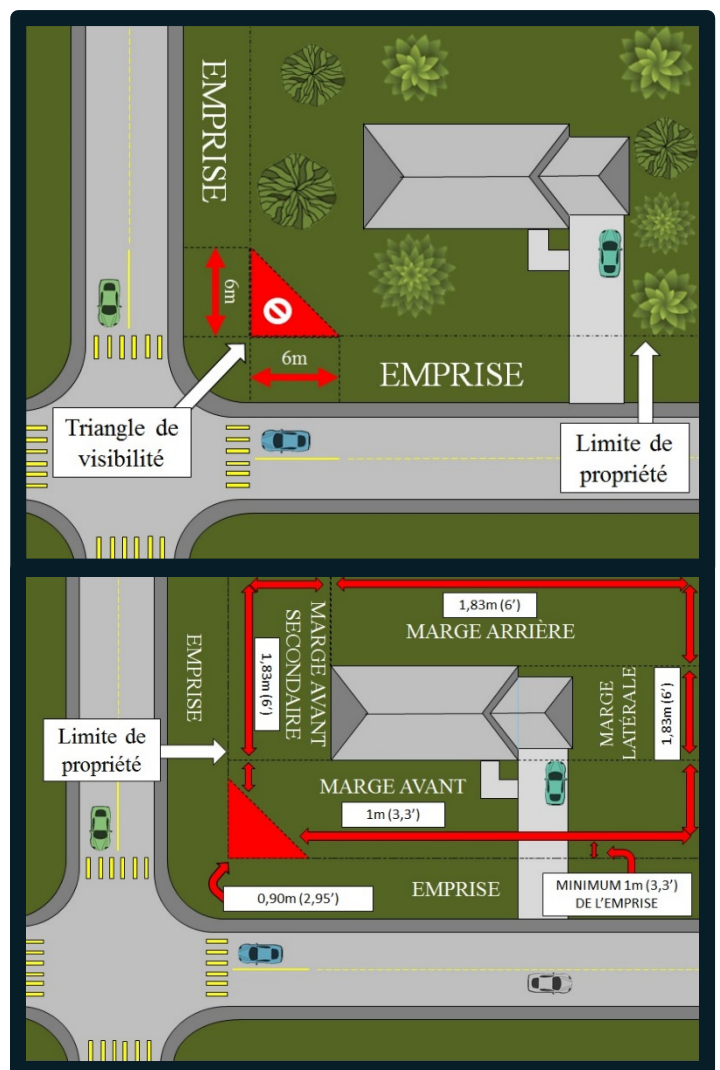 EMPRISE
6m
6m
EMPRISE
Triangle de
visibilité
Limite de
propriété
1,83m (6’)
MARGE ARRIÈRE
MARGE AVANT
SECONDAIRE
EMPRISE
1,83m (6’)
MARGE
LATÉRALE
1,83m (6’)
Limite de
propriété
MARGE AVANT
1m (3,3’)
EMPRISE
0,90m (2,95’)
MINIMUM 1m (3,3’)
DE L’EMPRISE